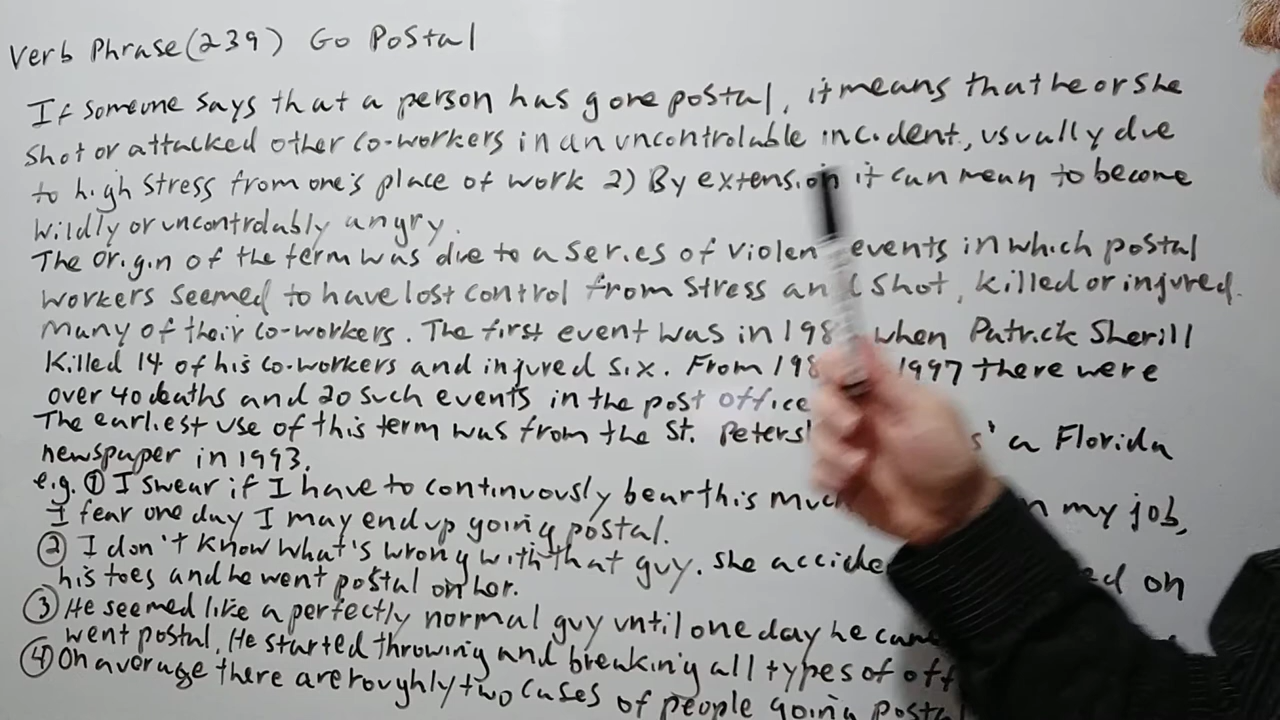 Verb Phrase(239) Go Postal
If someone says that a person has gone postal, it means that he or she
shot or attacked other co-workers in an uncontrolable incident, usually due
to high stress from one's place of work 2) By extension it can mean to become
wildly or uncontrolably angry.
The origin of the term was due to a series of violen events in which postal
workers seemed to have lost control from stress an shot, killed or injured
many of their co-workers. The first event was in 198 when Patrick Sherill
killed 14 of his co-workers and injured six. From 198 1997 there were
over 40 deaths and 20 such events in the post office
The earliest use of this term was from the St. Peters s' a Florida
newspaper in 1993.
e.g. ① I swear if I have to continuously bear this muc n my job,
I fear one day I may end up going postal.
② I don't know what's wrong with that guy. she accide ed on
his toes and he went postal on her.
③ He seemed like a perfectly normal guy until one day he cam
went postal. He started throwing and breaking all types of off
④ On average there are roughly two cases of people going posta